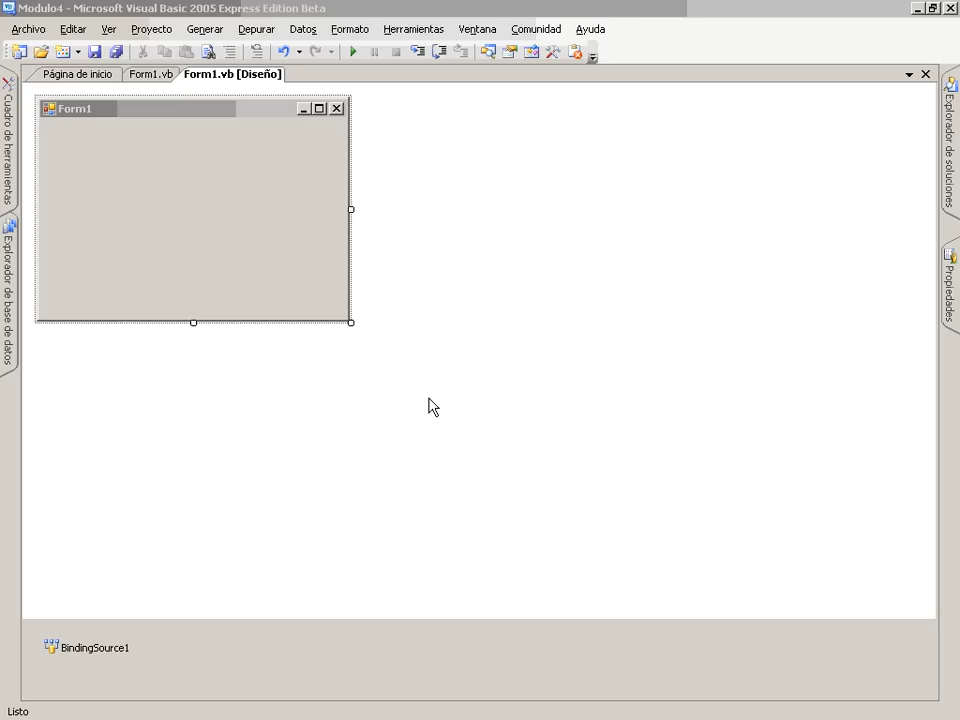 Modulo4 - Microsoft Visual Basic 2005 Express Edition Beta
Archivo Editar Ver Proyecto Generar Depurar Datos Formato Herramientas Ventana Comunidad Ayuda
Página de inicio Form1.vb Form1.vb [Diseño]
Cuadro de herramientas
Explorador de base de datos
Form1
Explorador de soluciones
Propiedades
BindingSource1
Listo